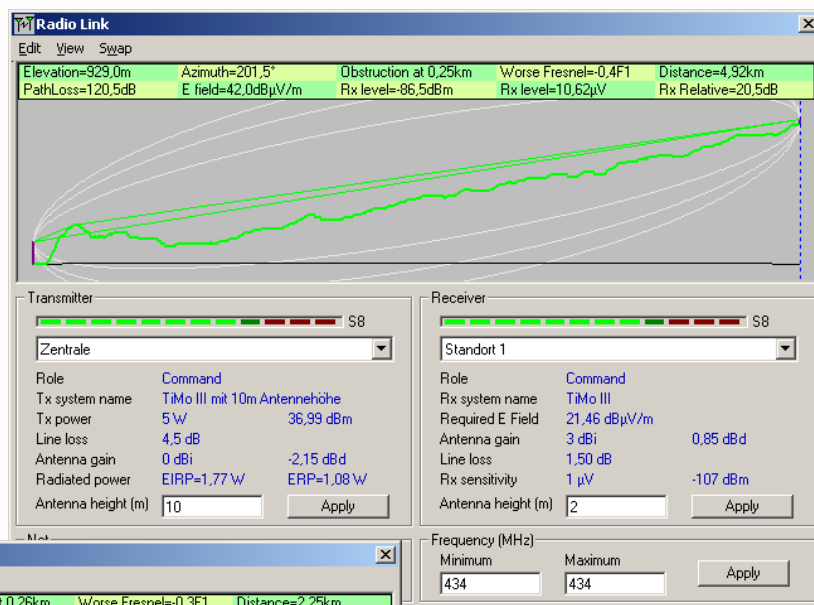 Radio Link
Edit View Swap
Elevation=929,0m Azimuth=201,5° Obstruction at 0,25km Worse Fresnel=-0,4F1 Distance=4,92km
PathLoss=120,5dB E field=42,0dBµV/m Rx level=-86,5dBm Rx level=10,62µV Rx Relative=20,5dB
Transmitter
S8
Zentrale
Role Command
Tx system name TiMo III mit 10m Antennehöhe
Tx power 5 W 36,99 dBm
Line loss 4,5 dB
Antenna gain 0 dBi -2,15 dBd
Radiated power EIRP=1,77 W ERP=1,08 W
Antenna height (m) 10 Apply
Receiver
S8
Standort 1
Role Command
Rx system name TiMo III
Required E Field 21,46 dBµV/m
Antenna gain 3 dBi 0,85 dBd
Line loss 1,50 dB
Rx sensitivity 1 µV -107 dBm
Antenna height (m) 2 Apply
Net
Frequency (MHz)
Minimum Maximum
434 434 Apply
0,26km Worse Fresnel=-0,3F1 Distance=2,25km